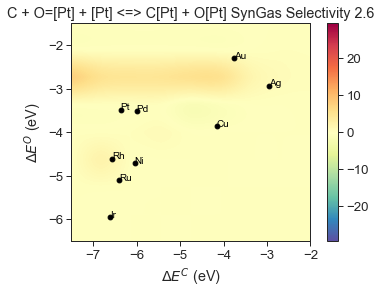 C + O=[Pt] + [Pt] <=> C[Pt] + O[Pt] SynGas Selectivity 2.6
−2
−3
−4
−5
−6
ΔE^O (eV)
−7
−6
−5
−4
−3
−2
ΔE^C (eV)
Au
Ag
Pt
Pd
Cu
Rh
Ni
Ru
Ir
20
10
0
−10
−20